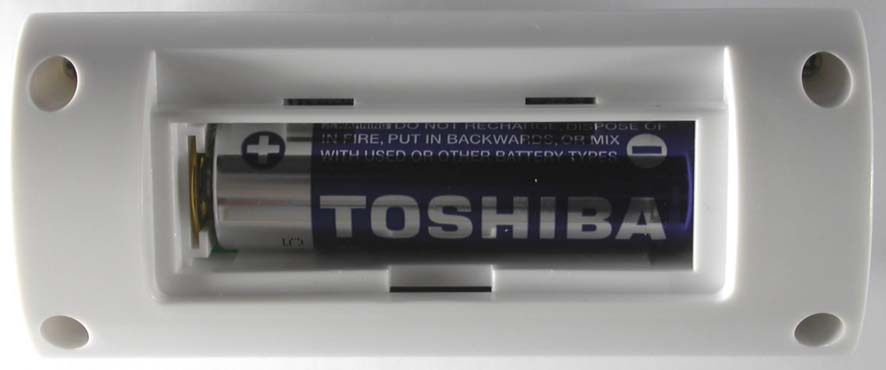 DO NOT RECHARGE, DISPOSE OF
IN FIRE, PUT IN BACKWARDS, OR MIX
WITH USED OR OTHER BATTERY TYPES
+ −
TOSHIBA